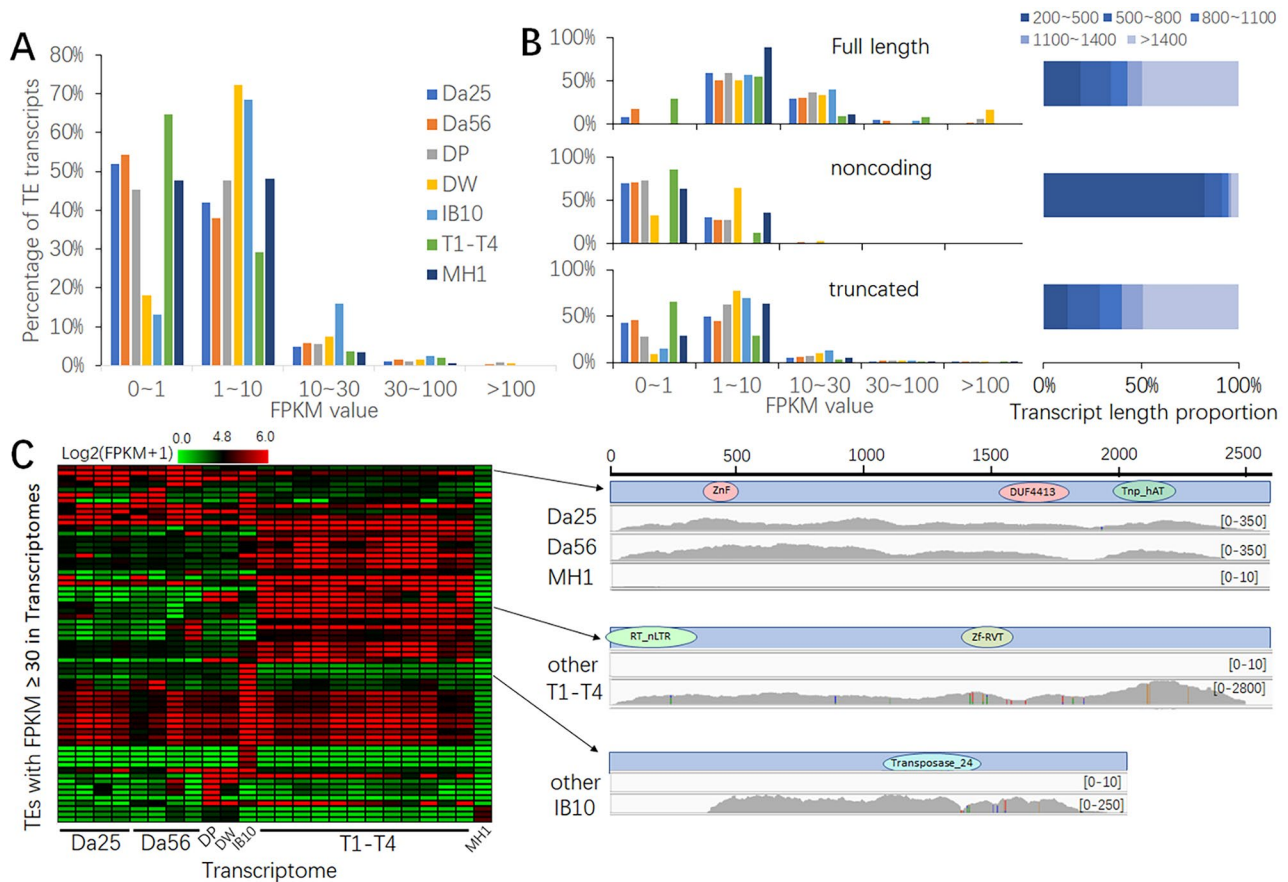 A
Percentage of TE transcripts
80%
70%
60%
50%
40%
30%
20%
10%
0%
Da25
Da56
DP
DW
IB10
T1-T4
MH1
0~1 1~10 10~30 30~100 >100
FPKM value
B
200~500 500~800 800~1100
1100~1400 >1400
100%
50%
0%
Full length
100%
50%
0%
noncoding
100%
50%
0%
truncated
0~1 1~10 10~30 30~100 >100
FPKM value
0% 50% 100%
Transcript length proportion
C
Log2(FPKM+1)
0.0 4.8 6.0
TEs with FPKM ≥ 30 in Transcriptomes
Da25 Da56 DP DW IB10 T1-T4 MH1
Transcriptome
0 500 1000 1500 2000 2500
ZnF DUF4413 Tnp_hAT
Da25 [0-350]
Da56 [0-350]
MH1 [0-10]
RT_nLTR Zf-RVT
other [0-10]
T1-T4 [0-2800]
Transposase_24
other [0-10]
IB10 [0-250]